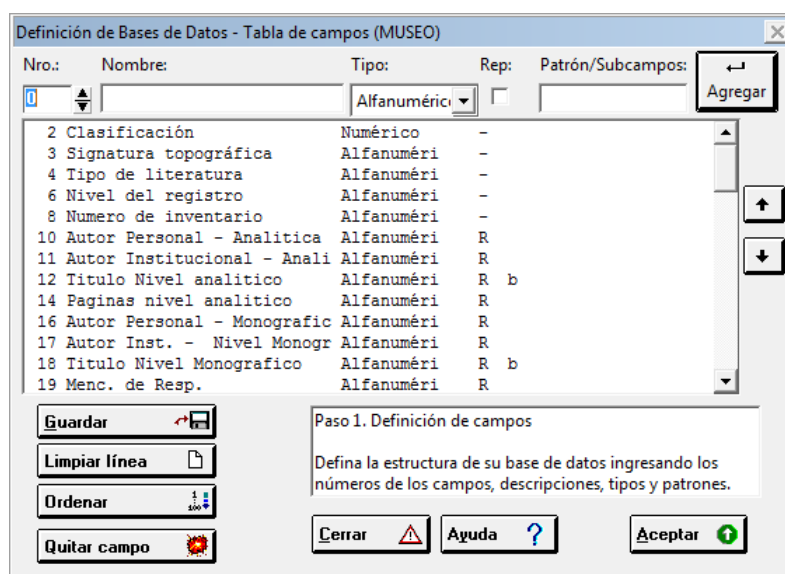 Definición de Bases de Datos - Tabla de campos (MUSEO)
Nro.: Nombre: Tipo: Rep: Patrón/Subcampos:
0 Alfanuméric Agregar
2 Clasificación Numérico -
3 Signatura topográfica Alfanuméri -
4 Tipo de literatura Alfanuméri -
6 Nivel del registro Alfanuméri -
8 Numero de inventario Alfanuméri -
10 Autor Personal - Analitica Alfanuméri R
11 Autor Institucional - Anali Alfanuméri R
12 Titulo Nivel analitico Alfanuméri R b
14 Paginas nivel analitico Alfanuméri R
16 Autor Personal - Monografic Alfanuméri R
17 Autor Inst. - Nivel Monogr Alfanuméri R
18 Titulo Nivel Monografico Alfanuméri R b
19 Menc. de Resp. Alfanuméri R
Guardar
Limpiar línea
Ordenar
Quitar campo
Paso 1. Definición de campos
Defina la estructura de su base de datos ingresando los
números de los campos, descripciones, tipos y patrones.
Cerrar Ayuda ? Aceptar